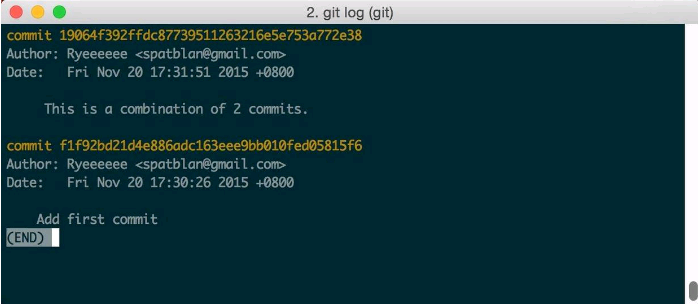 2. git log (git)
commit 19064f392ffdc87739511263216e5e753a772e38
Author: Ryeeeeee <spatblan@gmail.com>
Date:   Fri Nov 20 17:31:51 2015 +0800
This is a combination of 2 commits.
commit f1f92bd21d4e886adc163eee9bb010fed05815f6
Author: Ryeeeeee <spatblan@gmail.com>
Date:   Fri Nov 20 17:30:26 2015 +0800
Add first commit
(END)